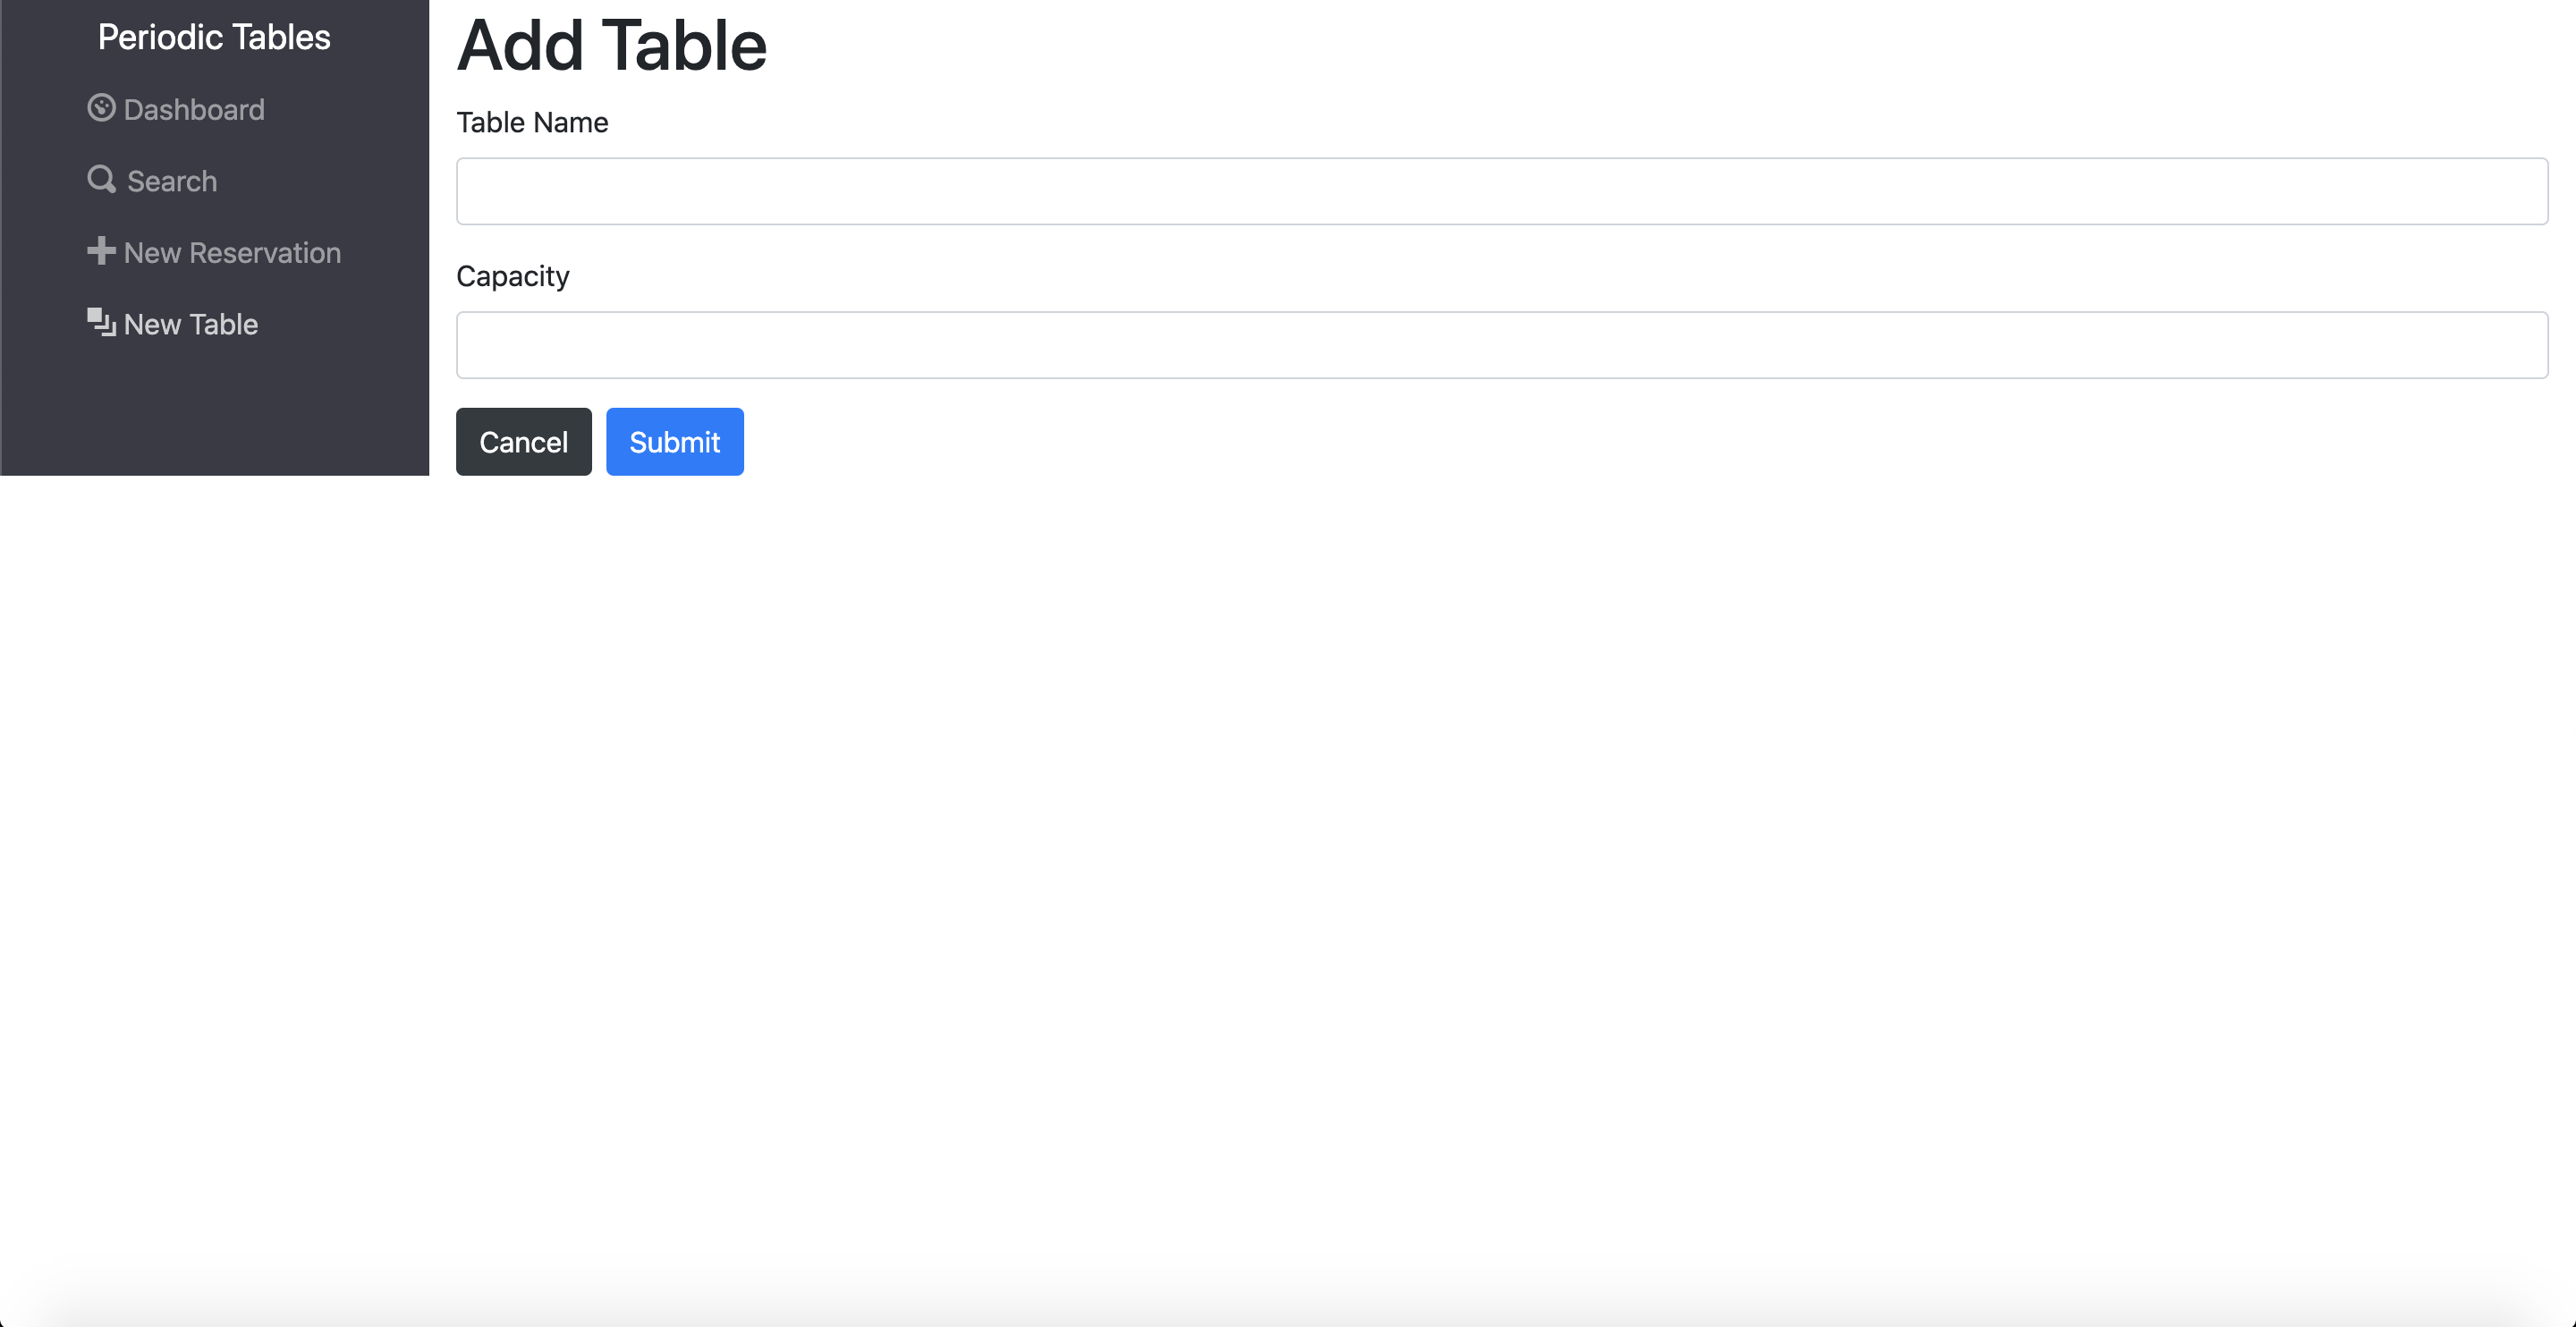 Periodic Tables
Dashboard
Search
New Reservation
New Table
Add Table
Table Name
Capacity
Cancel
Submit